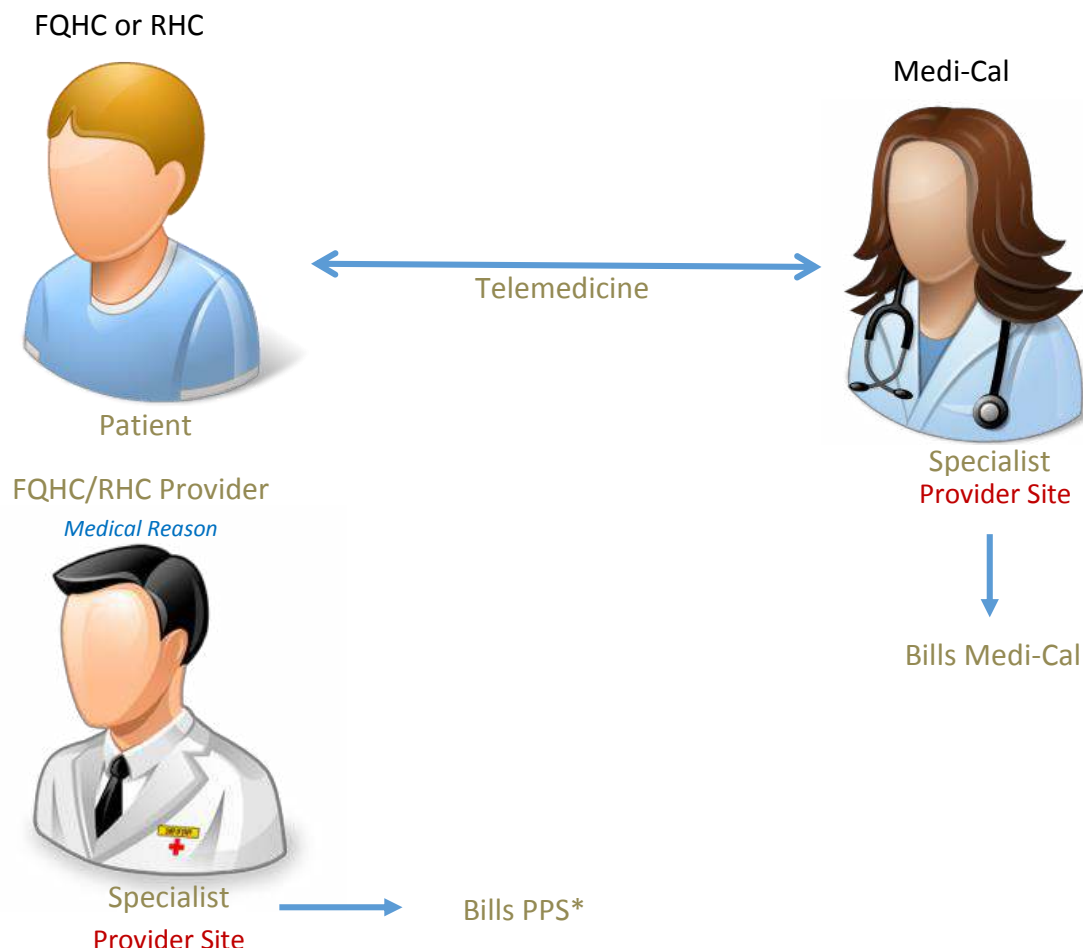 FQHC or RHC
Medi-Cal
Telemedicine
Patient
Specialist
Provider Site
FQHC/RHC Provider
Medical Reason
Bills Medi-Cal
Specialist
Bills PPS*
Provider Site